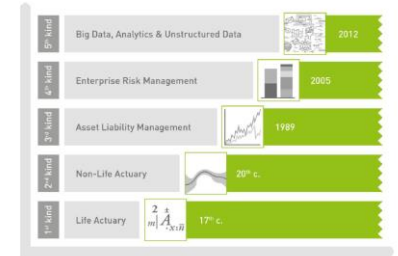 5th kind
Big Data, Analytics & Unstructured Data
2012
4th kind
Enterprise Risk Management
2005
3rd kind
Asset Liability Management
1989
2nd kind
Non-Life Actuary
20th c.
1st kind
Life Actuary
17th c.